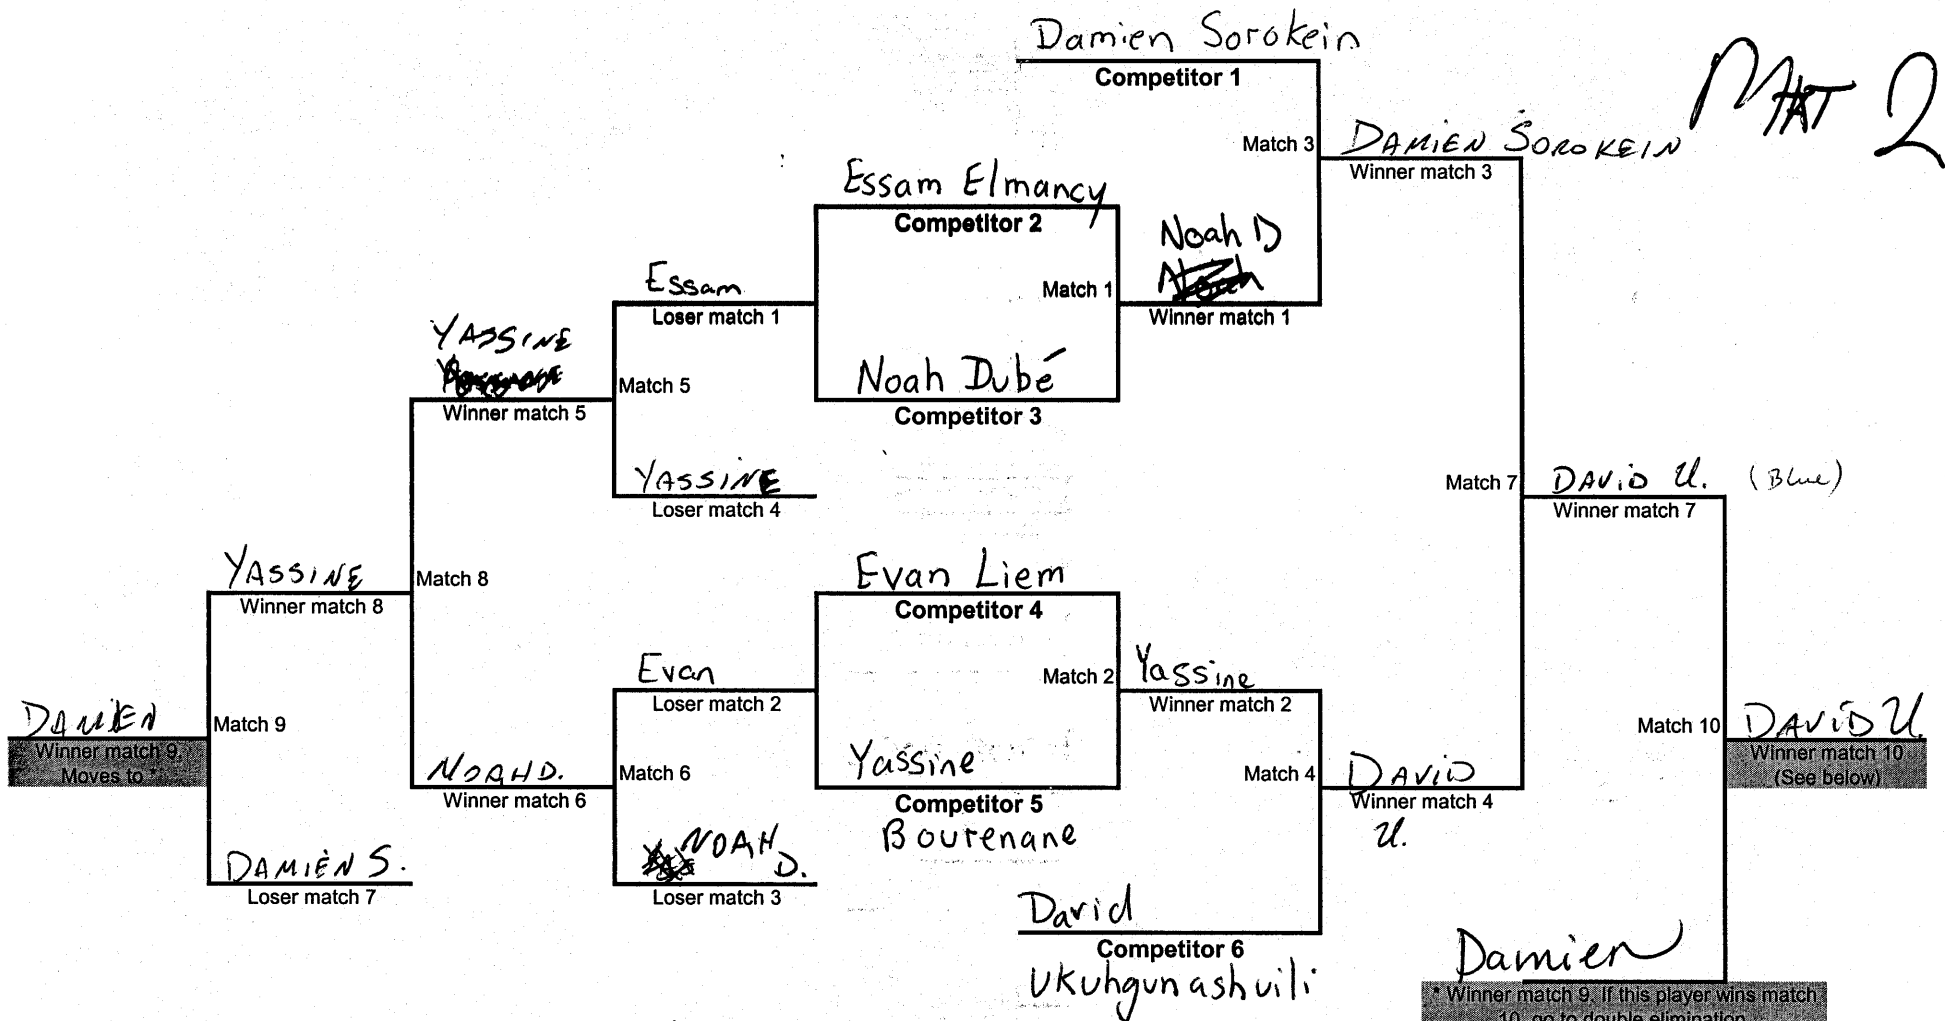 Damien Sorokein
Competitor 1
MAT 2
Match 3
DAMIEN SOROKEIN
Winner match 3
Essam Elmancy
Competitor 2
Noah D
Match 1
Winner match 1
Essam
Loser match 1
Noah Dubé
Competitor 3
YASSINE
Winner match 5
Match 5
YASSINE
Loser match 4
Match 7
DAVID U. (Blue)
Winner match 7
YASSINE
Winner match 8
Match 8
Evan Liem
Competitor 4
Evan
Loser match 2
Match 2
Yassine
Winner match 2
DAMIEN
Winner match 9,
Moves to *
Match 9
NOAH D.
Winner match 6
Match 6
Yassine
Competitor 5
Bourenane
Match 4
DAVID
Winner match 4
U.
Match 10
DAVID U.
Winner match 10
(See below)
DAMIEN S.
Loser match 7
NOAH
D.
Loser match 3
David
Competitor 6
Ukuhgunashuili
Damien
* Winner match 9. If this player wins match
10, go to double elimination